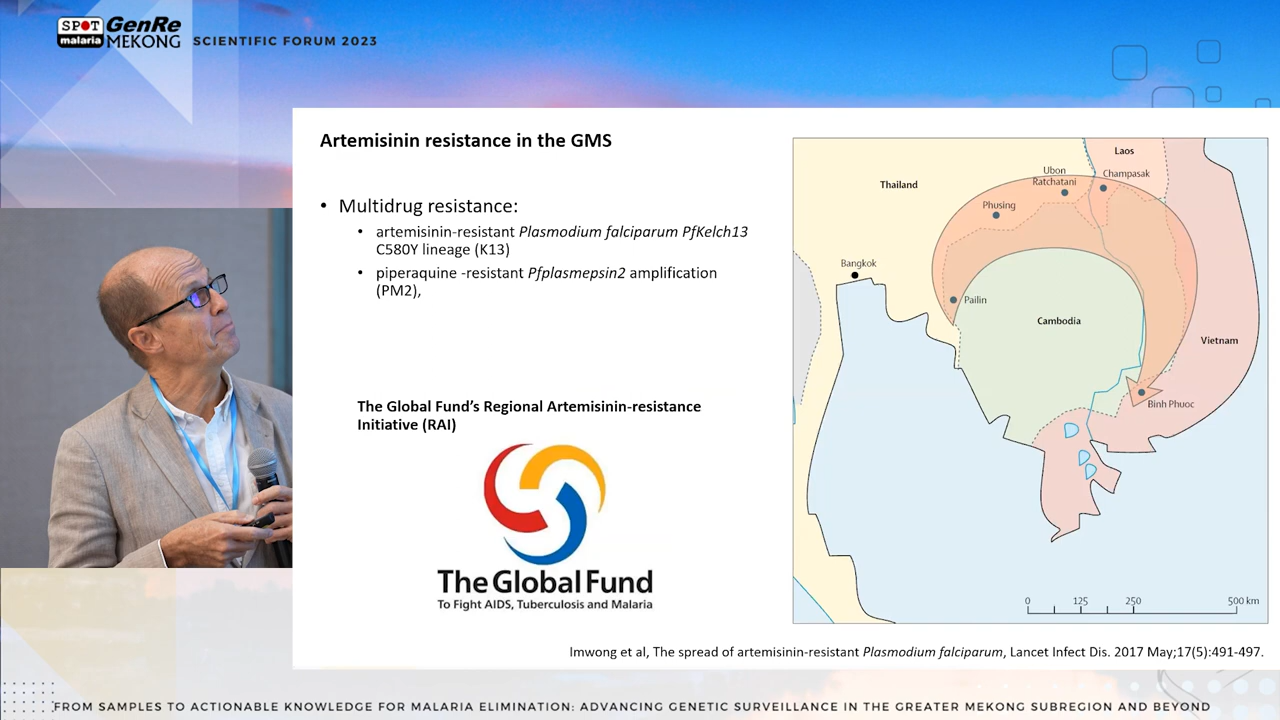 SPOT malaria GenRe MEKONG SCIENTIFIC FORUM 2023
Artemisinin resistance in the GMS
• Multidrug resistance:
• artemisinin-resistant Plasmodium falciparum PfKelch13
C580Y lineage (K13)
• piperaquine -resistant Pfplasmepsin2 amplification
(PM2),
The Global Fund's Regional Artemisinin-resistance
Initiative (RAI)
The Global Fund
To Fight AIDS, Tuberculosis and Malaria
Laos
Ubon
Ratchatani
Champasak
Thailand
Phusing
Bangkok
Pailin
Cambodia
Vietnam
Binh Phuoc
0 125 250 500 km
Imwong et al, The spread of artemisinin-resistant Plasmodium falciparum, Lancet Infect Dis. 2017 May;17(5):491-497.
FROM SAMPLES TO ACTIONABLE KNOWLEDGE FOR MALARIA ELIMINATION: ADVANCING GENETIC SURVEILLANCE IN THE GREATER MEKONG SUBREGION AND BEYOND